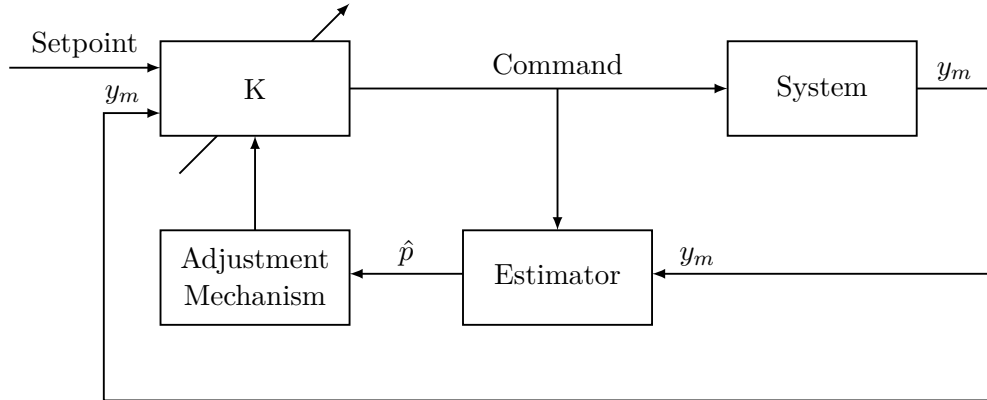 Setpoint
y_m
K
Command
System
y_m
Adjustment
Mechanism
p̂
Estimator
y_m